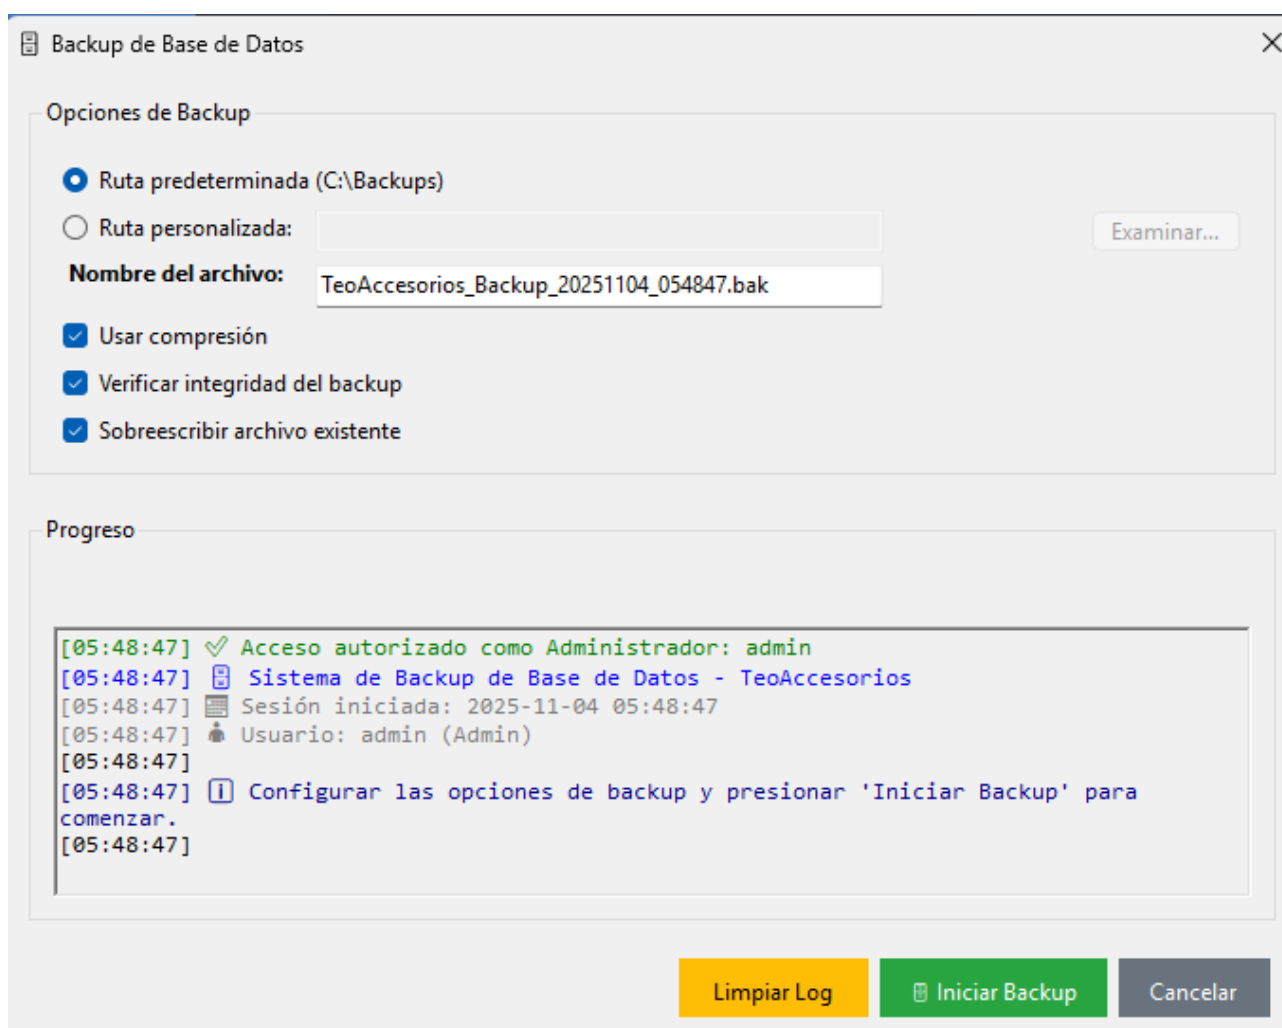 Backup de Base de Datos
Opciones de Backup
Ruta predeterminada (C:\Backups)
Ruta personalizada:
Examinar...
Nombre del archivo:
TeoAccesorios_Backup_20251104_054847.bak
Usar compresión
Verificar integridad del backup
Sobreescribir archivo existente
Progreso
[05:48:47] ✅ Acceso autorizado como Administrador: admin
[05:48:47] 🗄 Sistema de Backup de Base de Datos - TeoAccesorios
[05:48:47] 📅 Sesión iniciada: 2025-11-04 05:48:47
[05:48:47] 👤 Usuario: admin (Admin)
[05:48:47]
[05:48:47] ℹ Configurar las opciones de backup y presionar 'Iniciar Backup' para
comenzar.
[05:48:47]
Limpiar Log
Iniciar Backup
Cancelar